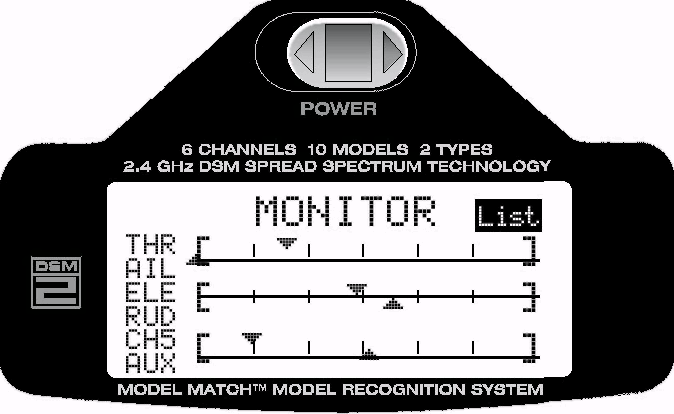 POWER
6 CHANNELS 10 MODELS 2 TYPES
2.4 GHz DSM SPREAD SPECTRUM TECHNOLOGY
MONITOR List
THR
AIL
ELE
RUD
CH5
AUX
DSM
2
MODEL MATCH™ MODEL RECOGNITION SYSTEM